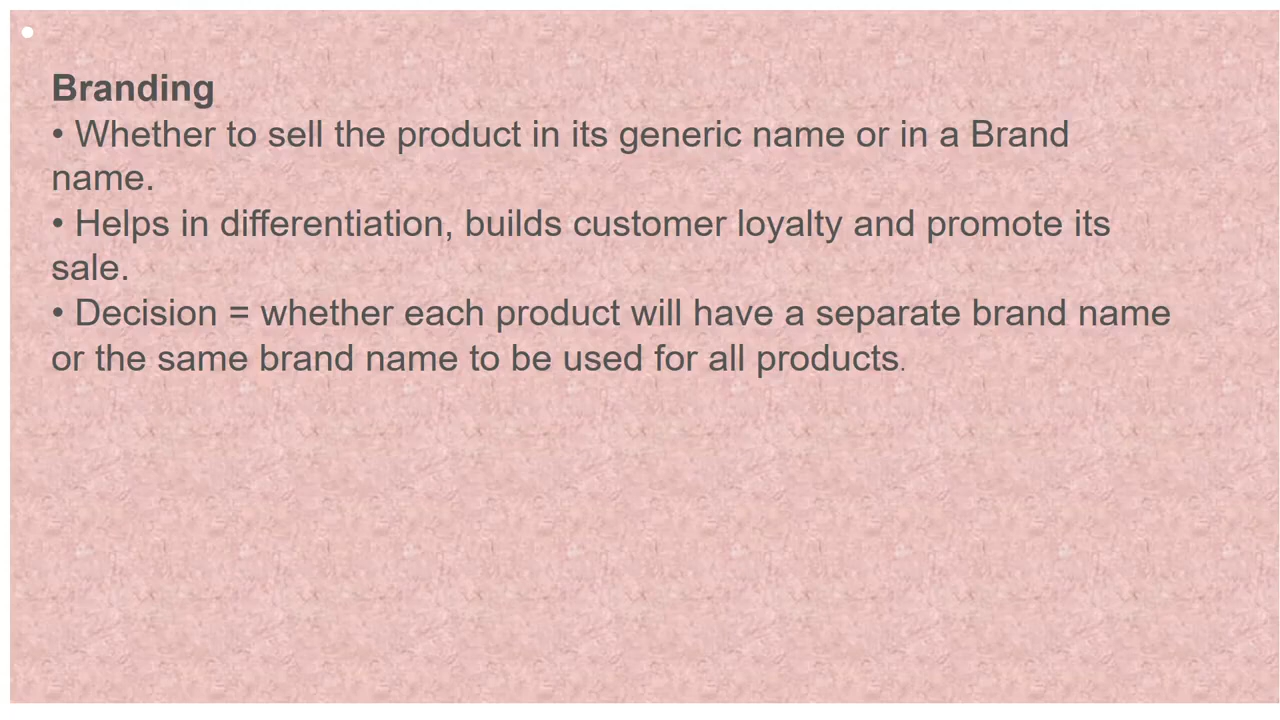 Branding
• Whether to sell the product in its generic name or in a Brand
name.
• Helps in differentiation, builds customer loyalty and promote its
sale.
• Decision = whether each product will have a separate brand name
or the same brand name to be used for all products.